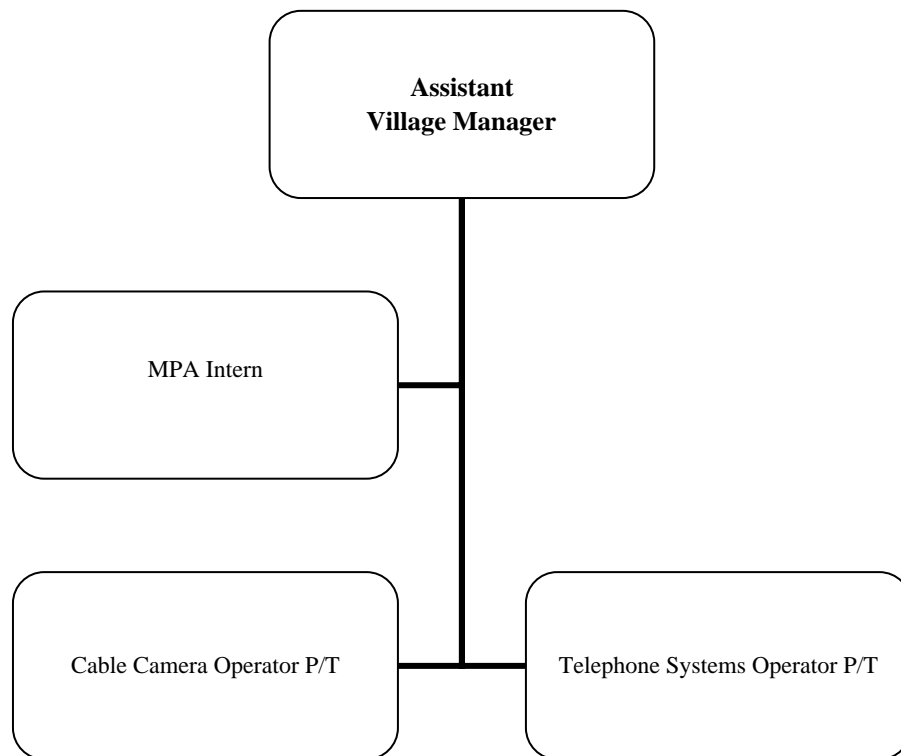 Assistant
Village Manager
MPA Intern
Cable Camera Operator P/T
Telephone Systems Operator P/T